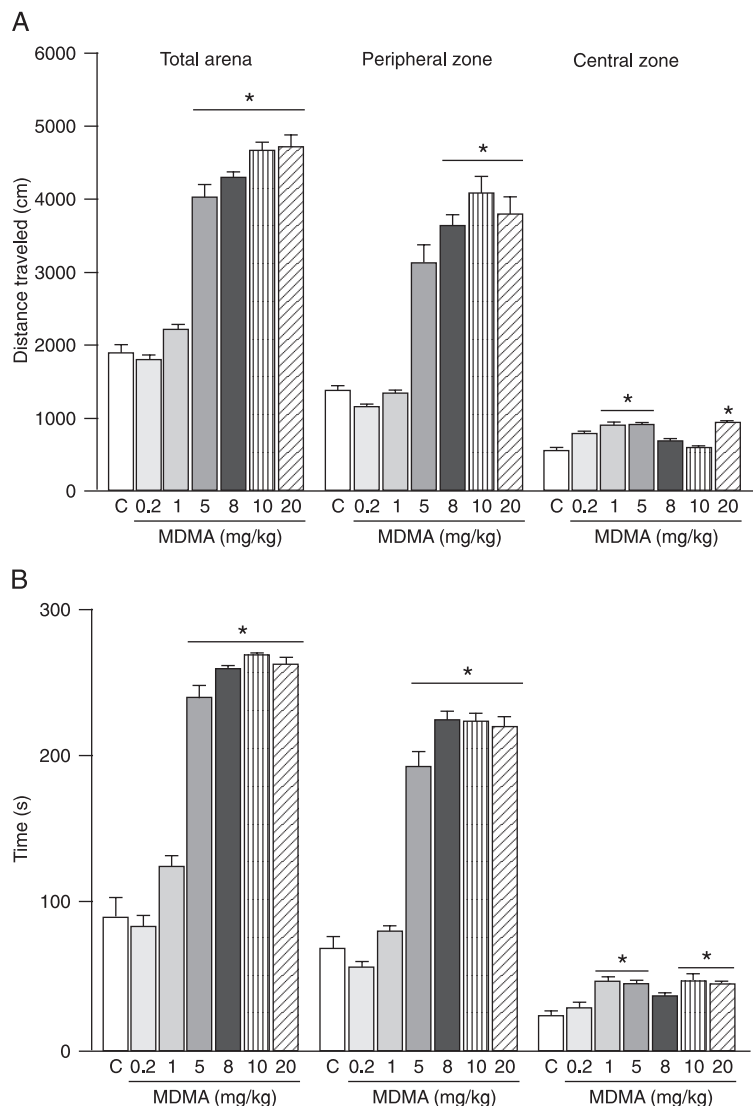 A
Total arena Peripheral zone Central zone
6000
5000
4000
3000
2000
1000
0
Distance traveled (cm)
* * * *
C 0.2 1 5 8 10 20 C 0.2 1 5 8 10 20 C 0.2 1 5 8 10 20
MDMA (mg/kg) MDMA (mg/kg) MDMA (mg/kg)
B
300
200
100
0
Time (s)
* * * *
C 0.2 1 5 8 10 20 C 0.2 1 5 8 10 20 C 0.2 1 5 8 10 20
MDMA (mg/kg) MDMA (mg/kg) MDMA (mg/kg)